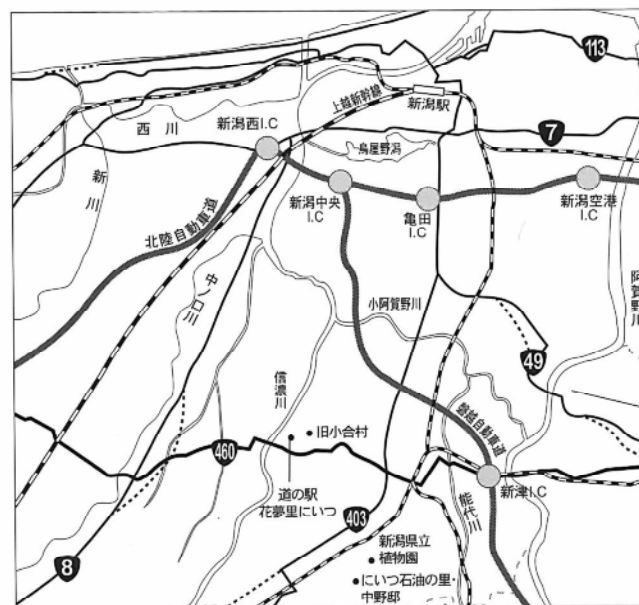 113
上越新幹線
新潟駅
西川
新潟西I.C
7
鳥屋野潟
新川
新潟中央
I.C
亀田
I.C
新潟空港
I.C
北陸自動車道
中ノ口川
小阿賀野川
阿賀野川
信濃川
49
磐越自動車道
旧小合村
460
道の駅
花夢里にいつ
新津I.C
能代川
403
新潟県立
植物園
8
にいつ石油の里・
中野邸